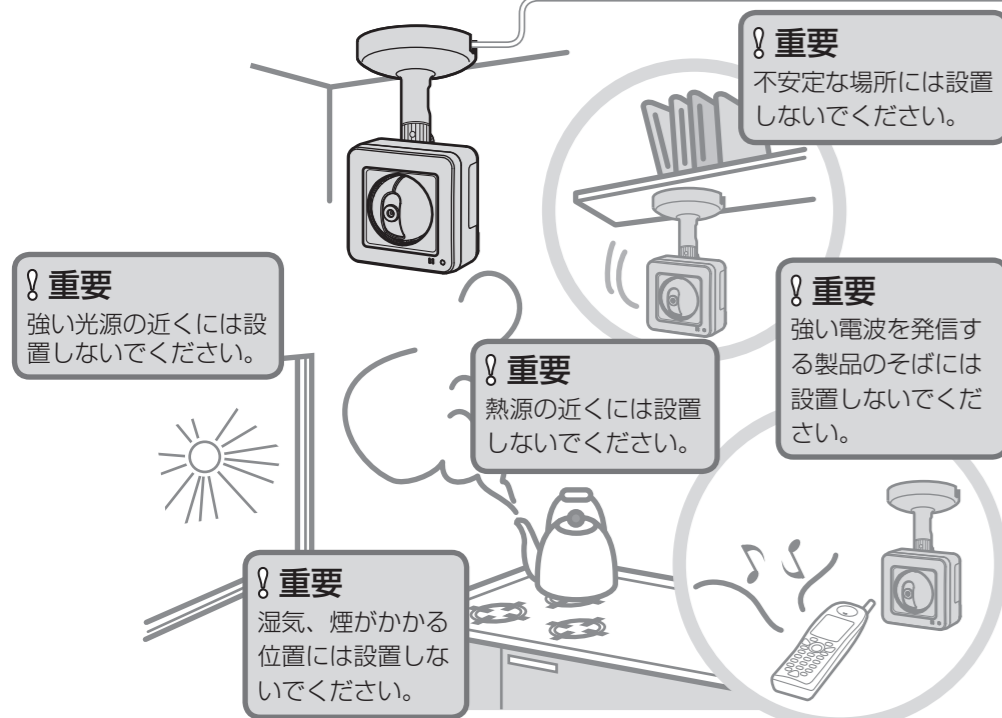 重要
不安定な場所には設置
しないでください。
重要
強い光源の近くには設
置しないでください。
重要
熱源の近くには設置
しないでください。
重要
強い電波を発信す
る製品のそばには
設置しないでくだ
さい。
重要
湿気、煙がかかる
位置には設置しな
いでください。